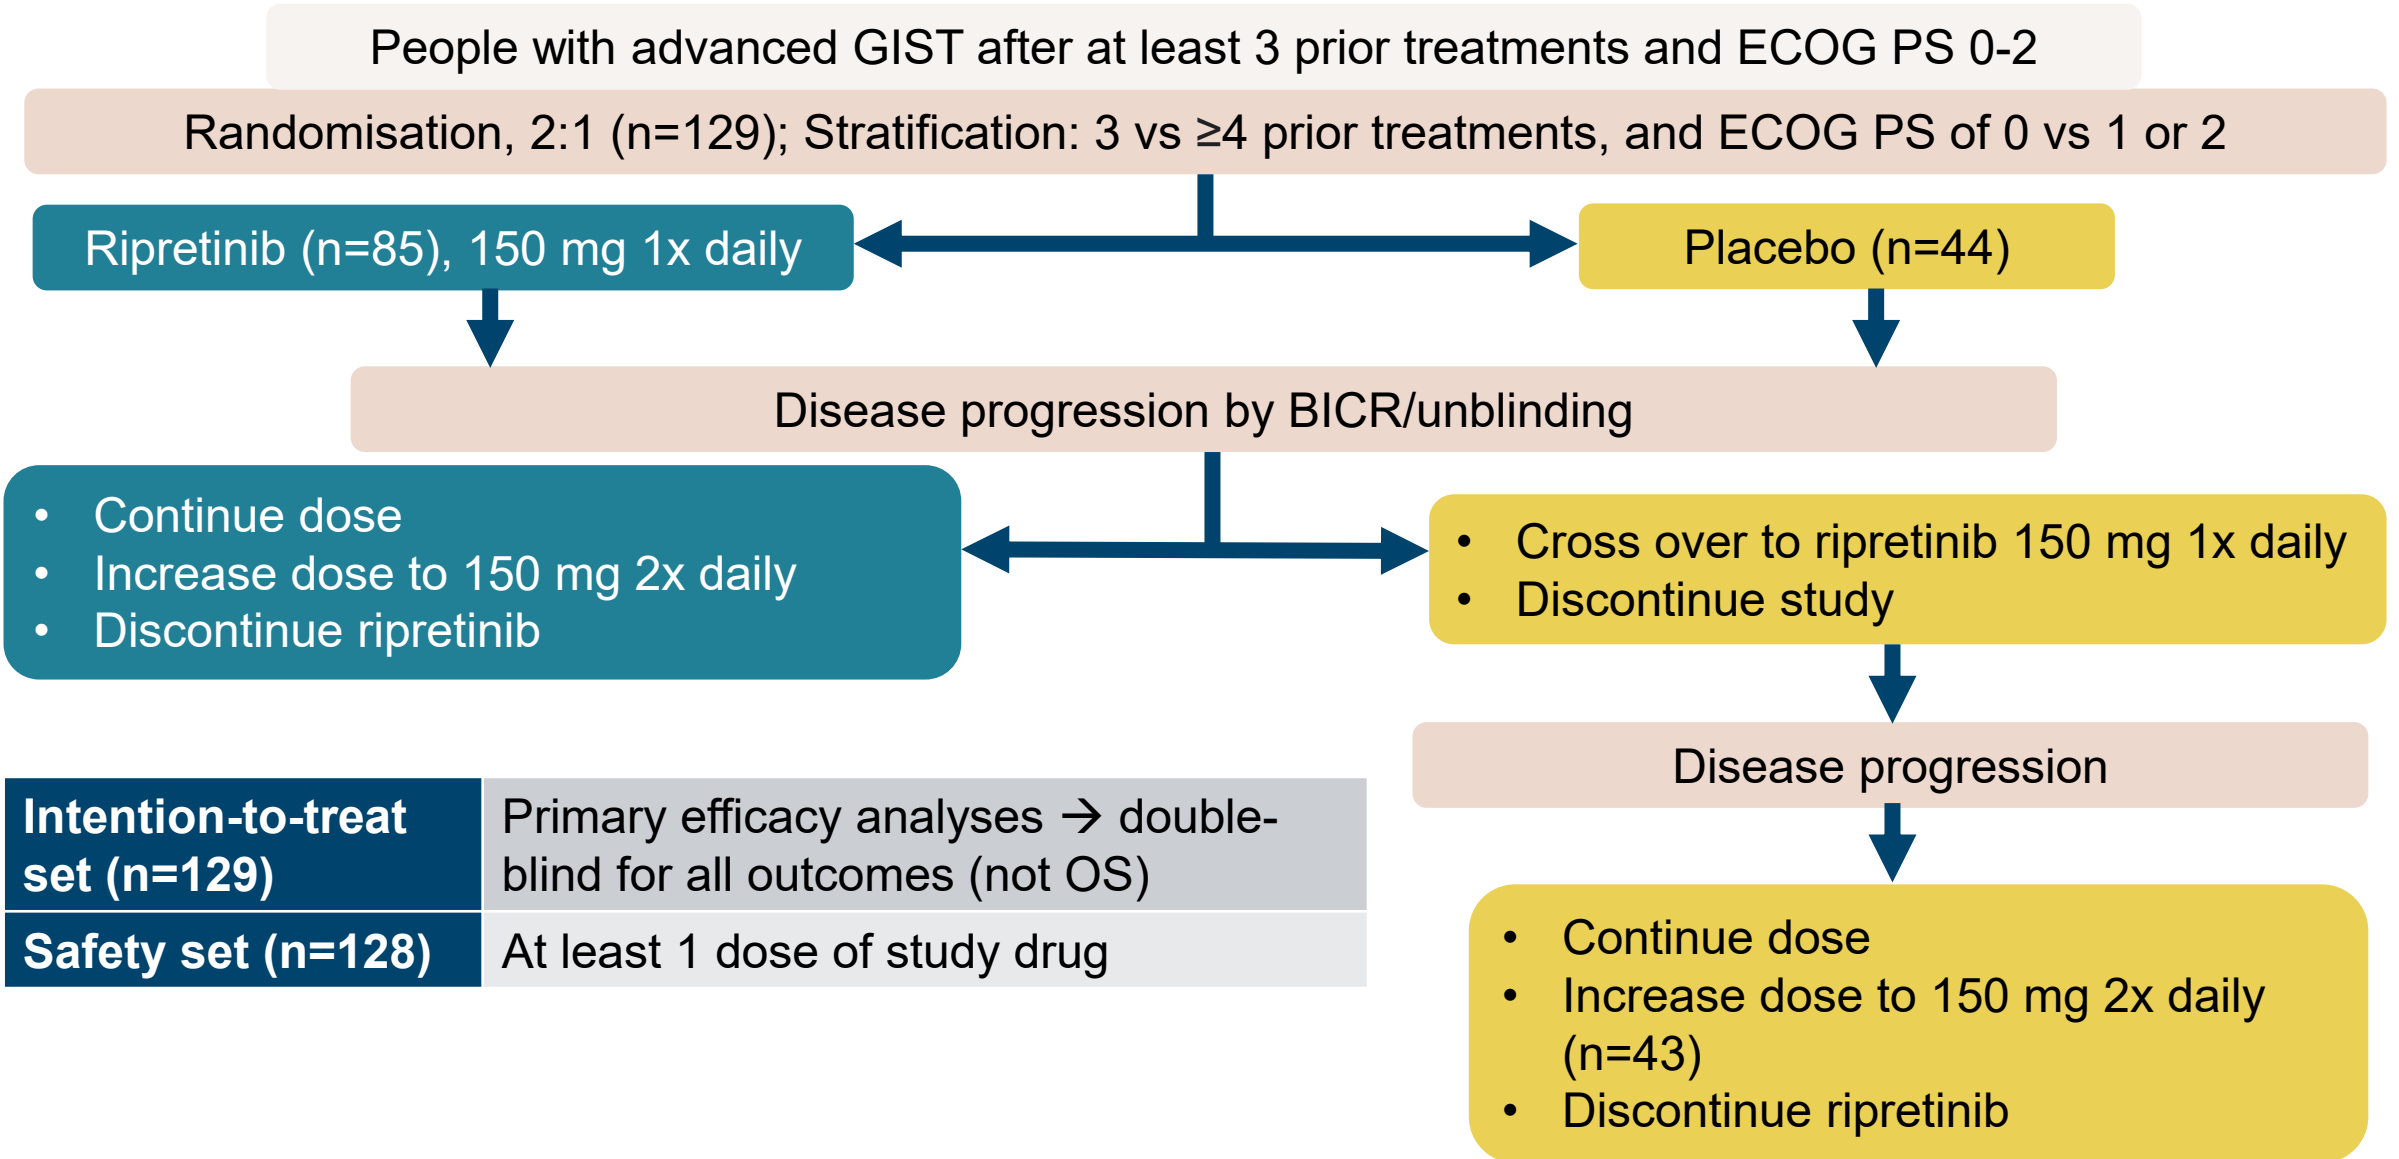 People with advanced GIST after at least 3 prior treatments and ECOG PS 0-2
Randomisation, 2:1 (n=129); Stratification: 3 vs ≥4 prior treatments, and ECOG PS of 0 vs 1 or 2
Ripretinib (n=85), 150 mg 1x daily
Placebo (n=44)
Disease progression by BICR/unblinding
• Continue dose
• Increase dose to 150 mg 2x daily
• Discontinue ripretinib
• Cross over to ripretinib 150 mg 1x daily
• Discontinue study
Disease progression
• Continue dose
• Increase dose to 150 mg 2x daily
(n=43)
• Discontinue ripretinib
Intention-to-treat
set (n=129)
Primary efficacy analyses → double-
blind for all outcomes (not OS)
Safety set (n=128)
At least 1 dose of study drug